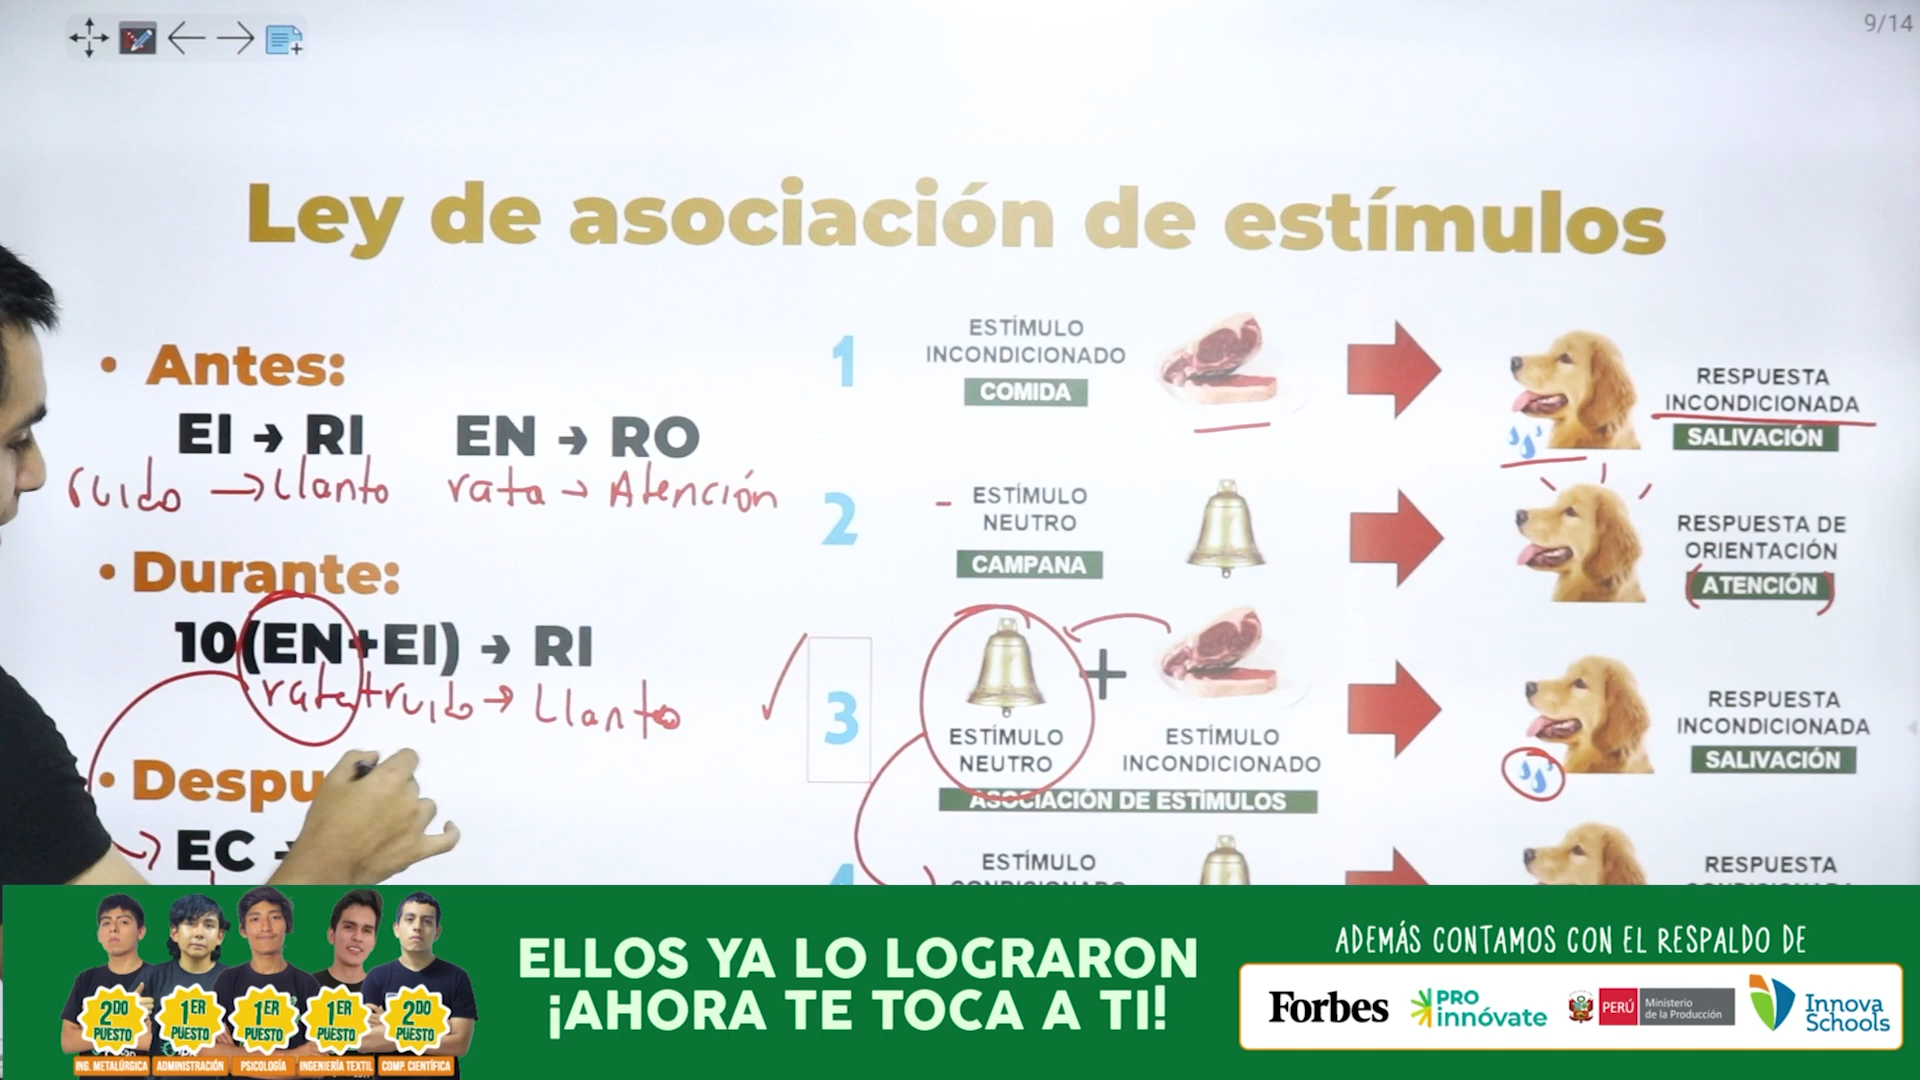 9/14
Ley de asociación de estímulos
• Antes:
EI → RI EN → RO
ruido → Llanto rata → Atención
• Durante:
10(EN+EI) → RI
rata+ruido → Llanto
• Despu
EC
1
ESTÍMULO
INCONDICIONADO
COMIDA
RESPUESTA
INCONDICIONADA
SALIVACIÓN
2
ESTÍMULO
NEUTRO
CAMPANA
RESPUESTA DE
ORIENTACIÓN
(ATENCIÓN)
3
+
ESTÍMULO
NEUTRO
ESTÍMULO
INCONDICIONADO
ASOCIACIÓN DE ESTÍMULOS
RESPUESTA
INCONDICIONADA
SALIVACIÓN
4
ESTÍMULO
RESPUESTA
2DO
PUESTO
ING. METALÚRGICA
1ER
PUESTO
ADMINISTRACIÓN
1ER
PUESTO
PSICOLOGÍA
1ER
PUESTO
INGENIERÍA TEXTIL
2DO
PUESTO
COMP. CIENTÍFICA
ELLOS YA LO LOGRARON
¡AHORA TE TOCA A TI!
ADEMÁS CONTAMOS CON EL RESPALDO DE
Forbes
PRO
innóvate
PERÚ
Ministerio
de la Producción
Innova
Schools